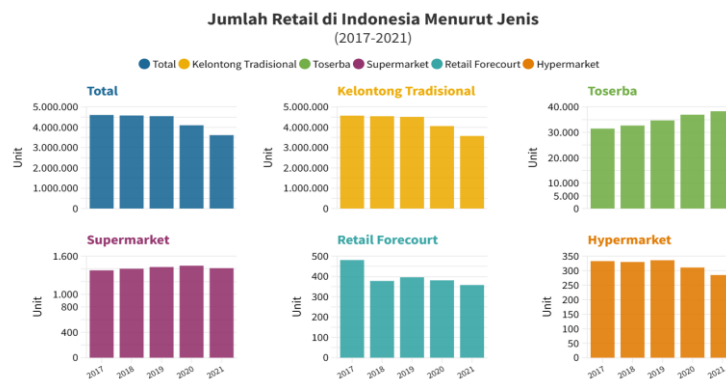 Jumlah Retail di Indonesia Menurut Jenis
(2017-2021)
Total Kelontong Tradisional Toserba Supermarket Retail Forecourt Hypermarket
Total
Unit
5.000.000
4.000.000
3.000.000
2.000.000
1.000.000
0
Kelontong Tradisional
Unit
5.000.000
4.000.000
3.000.000
2.000.000
1.000.000
0
Toserba
Unit
40.000
30.000
20.000
10.000
5.000
0
Supermarket
Unit
1.600
1.000
800
400
0
2017 2018 2019 2020 2021
Retail Forecourt
Unit
500
400
300
200
100
0
2017 2018 2019 2020 2021
Hypermarket
Unit
350
300
250
200
150
100
50
0
2017 2018 2019 2020 2021